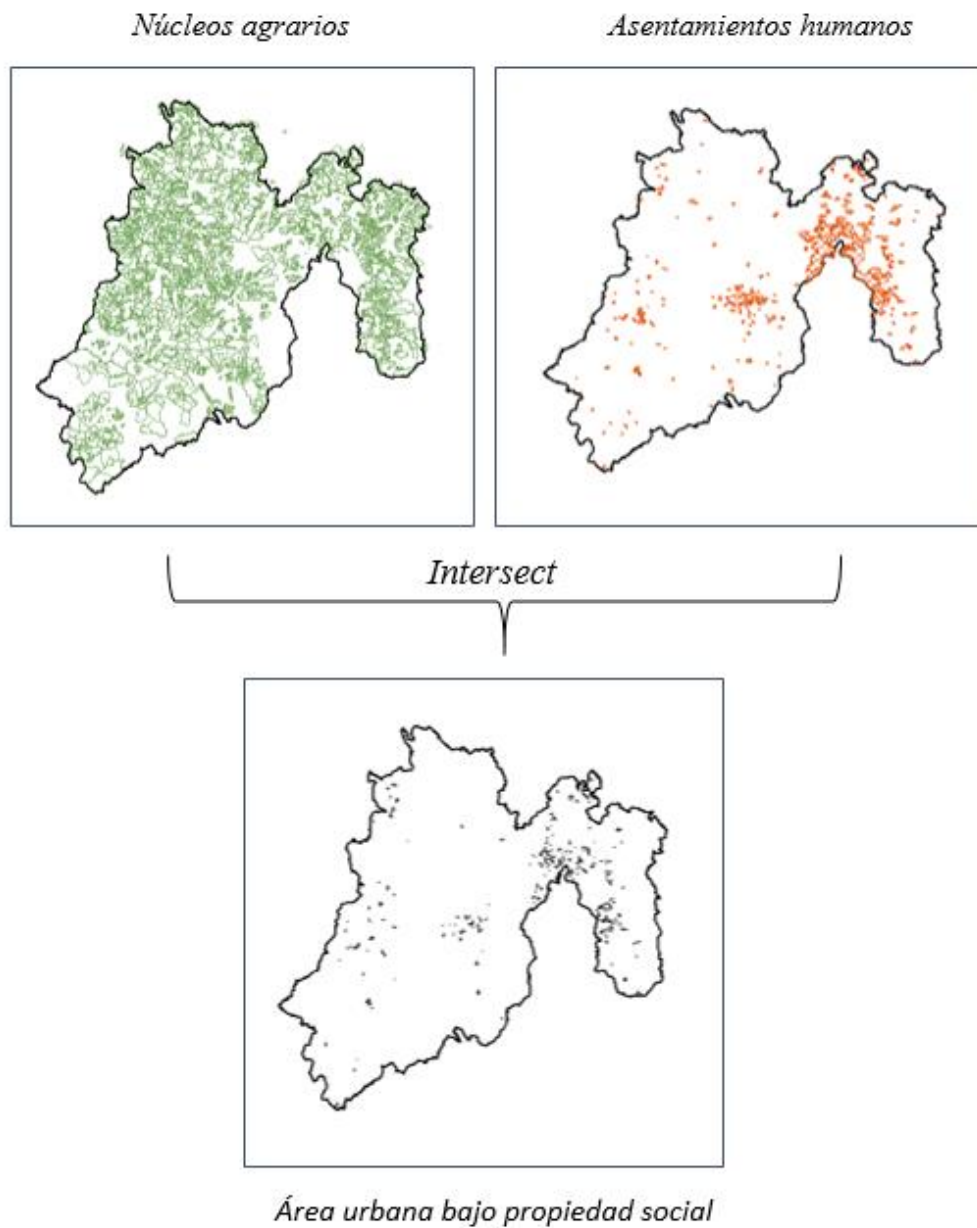 Núcleos agrarios
Asentamientos humanos
Intersect
Área urbana bajo propiedad social